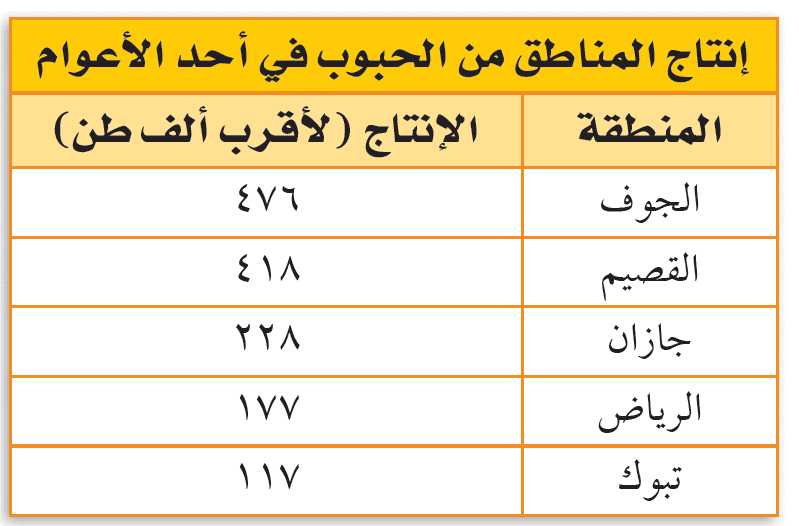 إنتاج المناطق من الحبوب في أحد الأعوام
المنطقة الإنتاج (لأقرب ألف طن)
الجوف ٤٧٦
القصيم ٤١٨
جازان ٢٢٨
الرياض ١٧٧
تبوك ١١٧